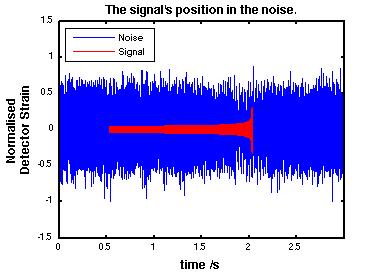 The signal's position in the noise.
1.5
Noise
Signal
1
0.5
0
-0.5
-1
-1.5
Normalised
Detector Strain
0 0.5 1 1.5 2 2.5
time /s